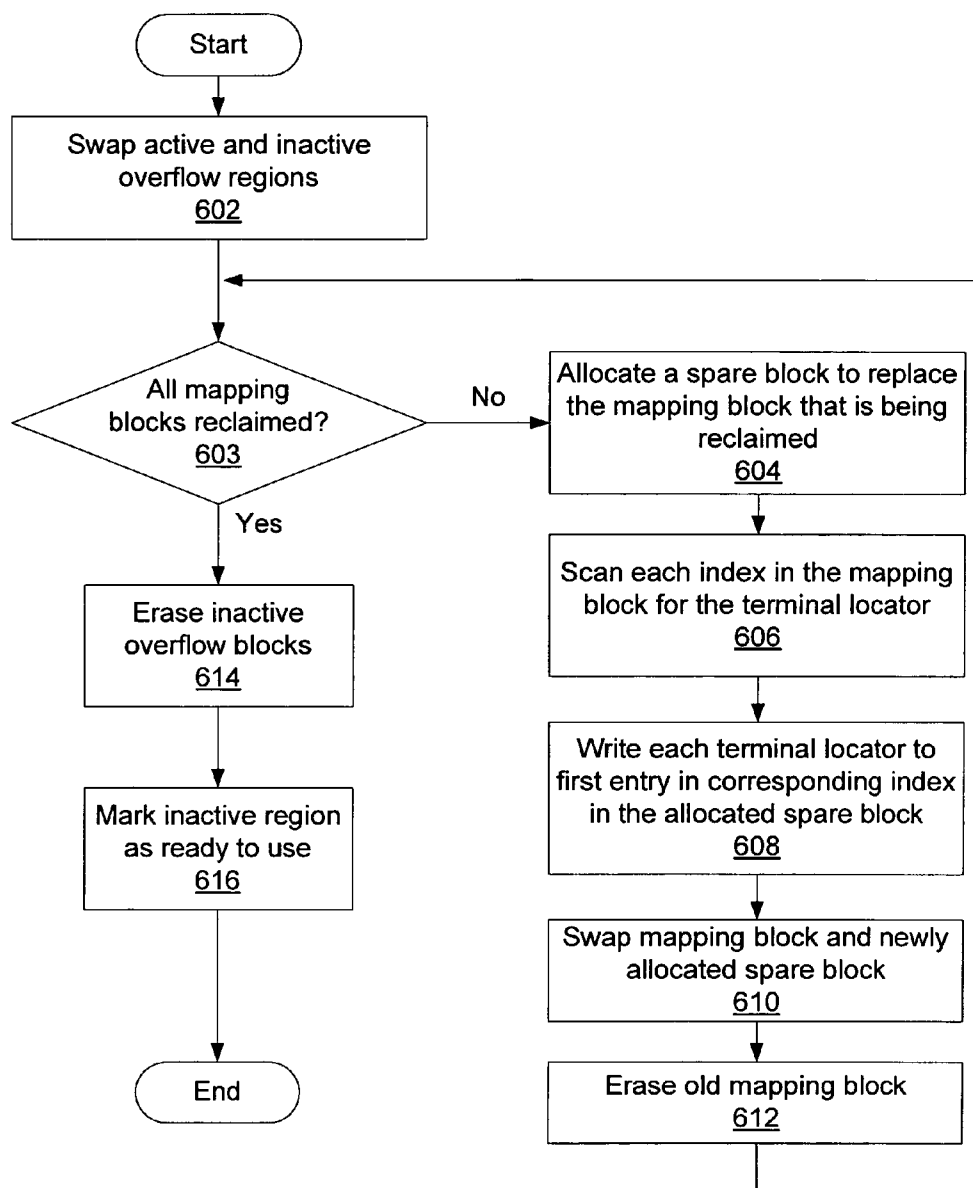 Start
Swap active and inactive
overflow regions
602
All mapping
blocks reclaimed?
603
No
Yes
Allocate a spare block to replace
the mapping block that is being
reclaimed
604
Scan each index in the mapping
block for the terminal locator
606
Write each terminal locator to
first entry in corresponding index
in the allocated spare block
608
Swap mapping block and newly
allocated spare block
610
Erase old mapping block
612
Erase inactive
overflow blocks
614
Mark inactive region
as ready to use
616
End